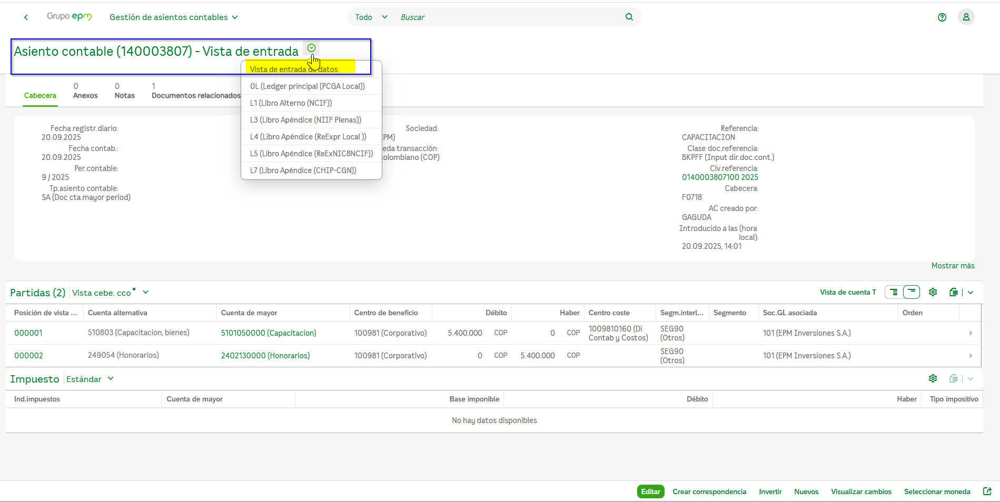 Grupo·epm
Gestión de asientos contables
Todo
Buscar
Asiento contable (140003807) - Vista de entrada
Vista de entrada de datos
0L (Ledger principal (PCGA Local))
L1 (Libro Alterno (NCIF))
L3 (Libro Apéndice (NIIF Plenas))
L4 (Libro Apéndice (ReExpr Local ))
L5 (Libro Apéndice (ReExNIC8NCIF))
L7 (Libro Apéndice (CHIP-CGN))
Cabecera
0
Anexos
0
Notas
1
Documentos relacionados
Fecha registr.diario:
20.09.2025
Fecha contab.:
20.09.2025
Per.contable:
9 / 2025
Tp.asiento contable:
SA (Doc cta.mayor period)
Sociedad:
PM)
eda transacción:
olombiano (COP)
Referencia:
CAPACITACION
Clase doc.referencia:
BKPFF (Input dir.doc.cont.)
Clv.referencia:
0140003807100 2025
Cabecera:
F0718
AC creado por:
GAGUDA
Introducido a las (hora
local):
20.09.2025, 14:01
Mostrar más
Partidas (2)
Vista cebe. cco
Vista de cuenta T
Posición de vista ... Cuenta alternativa Cuenta de mayor Centro de beneficio Débito Haber Centro coste Segm.interl... Segmento Soc.GL asociada Orden
000001 510803 (Capacitacion, bienes) 5101050000 (Capacitacion) 100981 (Corporativo) 5.400.000 COP 0 COP 1009810160 (Di SEG90 101 (EPM Inversiones S.A.)
Contab y Costos) (Otros)
000002 249054 (Honorarios) 2402130000 (Honorarios) 100981 (Corporativo) 0 COP 5.400.000 COP SEG90 101 (EPM Inversiones S.A.)
(Otros)
Impuesto
Estándar
Ind.impuestos Cuenta de mayor Base imponible Débito Haber Tipo impositivo
No hay datos disponibles
Editar Crear correspondencia Invertir Nuevos Visualizar cambios Seleccionar moneda